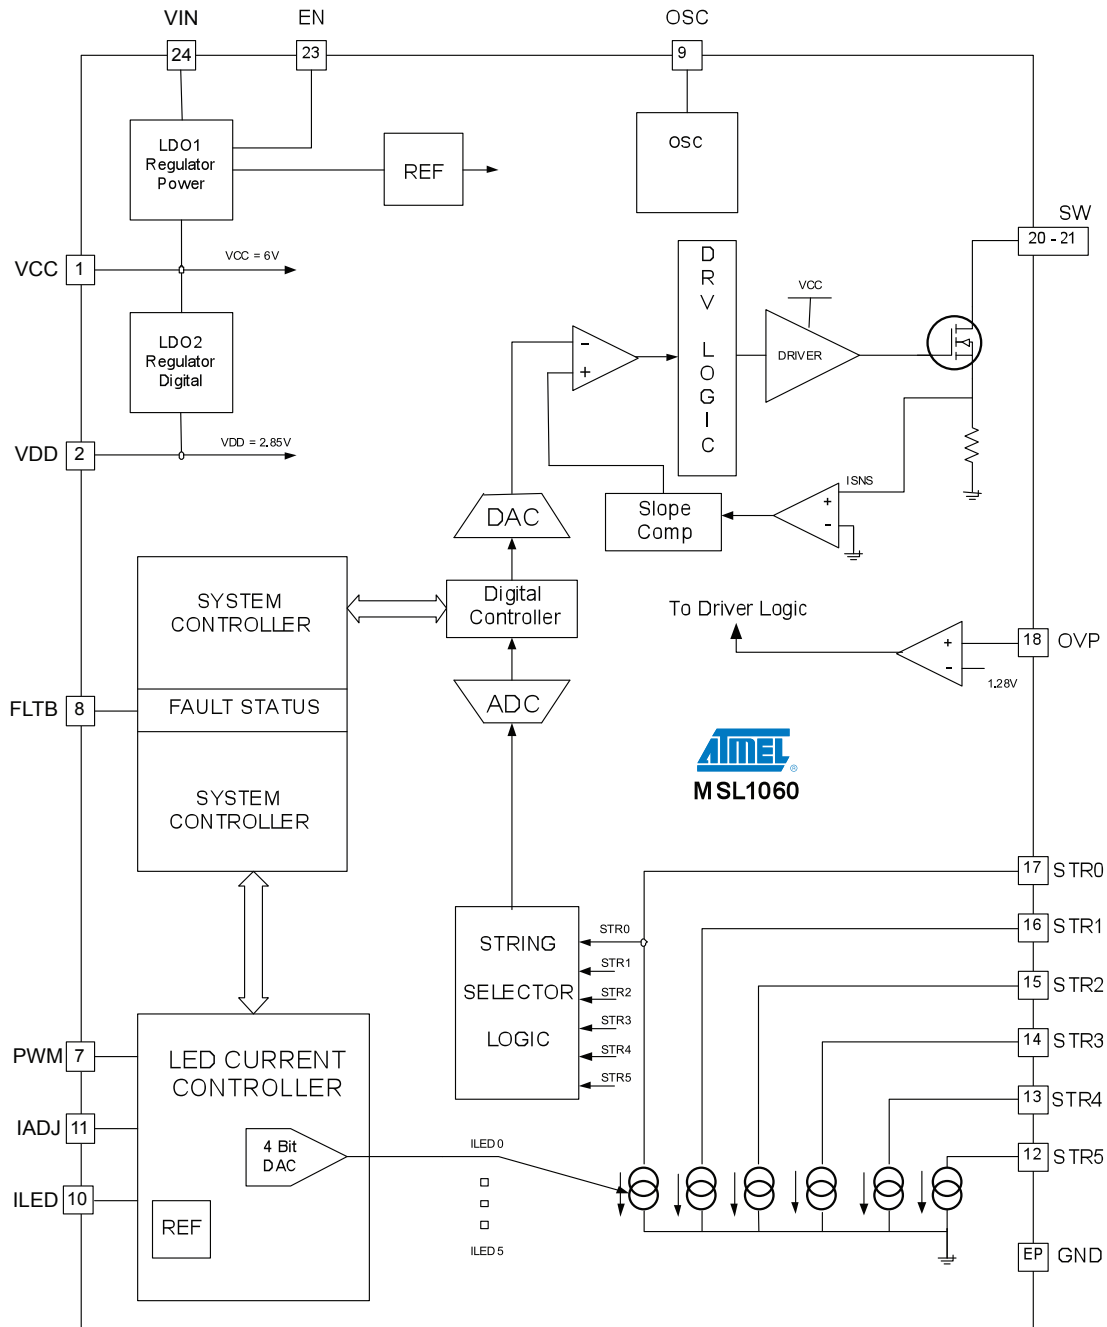 VIN
EN
OSC
24
23
9
LDO1
Regulator
Power
REF
OSC
SW
20 - 21
VCC
1
VCC = 6V
LDO2
Regulator
Digital
VDD
2
VDD = 2.85V
DRV LOGIC
VCC
DRIVER
-
+
ISNS
+
-
Slope
Comp
DAC
Digital
Controller
ADC
SYSTEM
CONTROLLER
FAULT STATUS
SYSTEM
CONTROLLER
FLTB
8
To Driver Logic
+
-
1.28V
18
OVP
ATMEL
®
MSL1060
STRING
SELECTOR
LOGIC
STR0
STR1
STR2
STR3
STR4
STR5
17
STR0
16
STR1
15
STR2
14
STR3
13
STR4
12
STR5
PWM
7
IADJ
11
ILED
10
LED CURRENT
CONTROLLER
4 Bit
DAC
REF
ILED 0
ILED 5
EP
GND